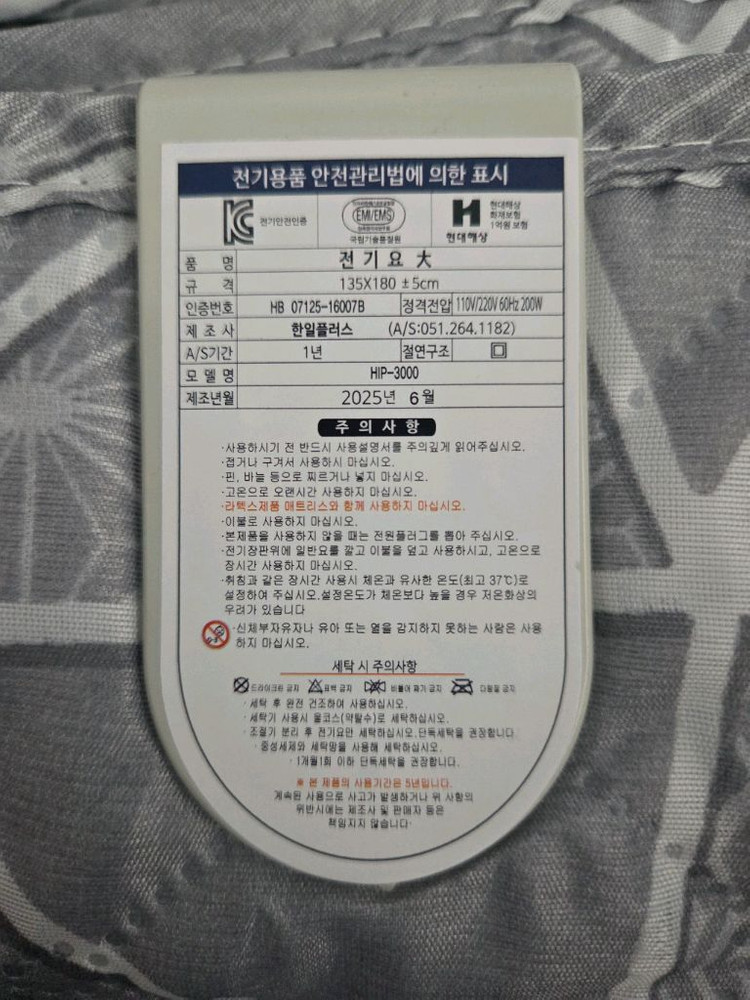 전기용품 안전관리법에 의한 표시
전기안전인증
EMI/EMS
국립기술품질원
현대해상
현대해상
화재보험
1억원 보험
품 명 전기요 大
규 격 135X180 ±5cm
인증번호 HB 07125-16007B 정격전압 110V/220V 60Hz 200W
제 조 사 한일플러스 (A/S:051.264.1182)
A/S기간 1년 절연구조
모 델 명 HIP-3000
제조년월 2025년 6월
주 의 사 항
·사용하시기 전 반드시 사용설명서를 주의깊게 읽어주십시오.
·접거나 구겨서 사용하시 마십시오.
·핀, 바늘 등으로 찌르거나 넣지 마십시오.
·고온으로 오랜시간 사용하지 마십시오.
·라텍스제품 매트리스와 함께 사용하지 마십시오.
·이불로 사용하지 마십시오.
·본제품을 사용하지 않을 때는 전원플러그를 뽑아 주십시오.
·전기장판위에 일반요를 깔고 이불을 덮고 사용하시고, 고온으로
장시간 사용하지 마십시오.
·취침과 같은 장시간 사용시 체온과 유사한 온도(최고 37℃)로
설정하여 주십시오.설정온도가 체온보다 높을 경우 저온화상의
우려가 있습니다
·신체부자유자나 유아 또는 열을 감지하지 못하는 사람은 사용
하지 마십시오.
세탁 시 주의사항
드라이크린 금지 표백 금지 비틀어 짜기 금지 다림질 금지
· 세탁 후 완전 건조하여 사용하십시오.
· 세탁기 사용시 울코스(약탈수)로 세탁하십시오.
· 조절기 분리 후 전기요만 세탁하십시오.단독세탁을 권장합니다.
· 중성세제와 세탁망을 사용해 세탁하십시오.
· 1개월1회 이하 단독세탁을 권장합니다.
※ 본 제품의 사용기간은 5년입니다.
계속된 사용으로 사고가 발생하거나 위 사항의
위반시에는 제조사 및 판매자 등은
책임지지 않습니다.